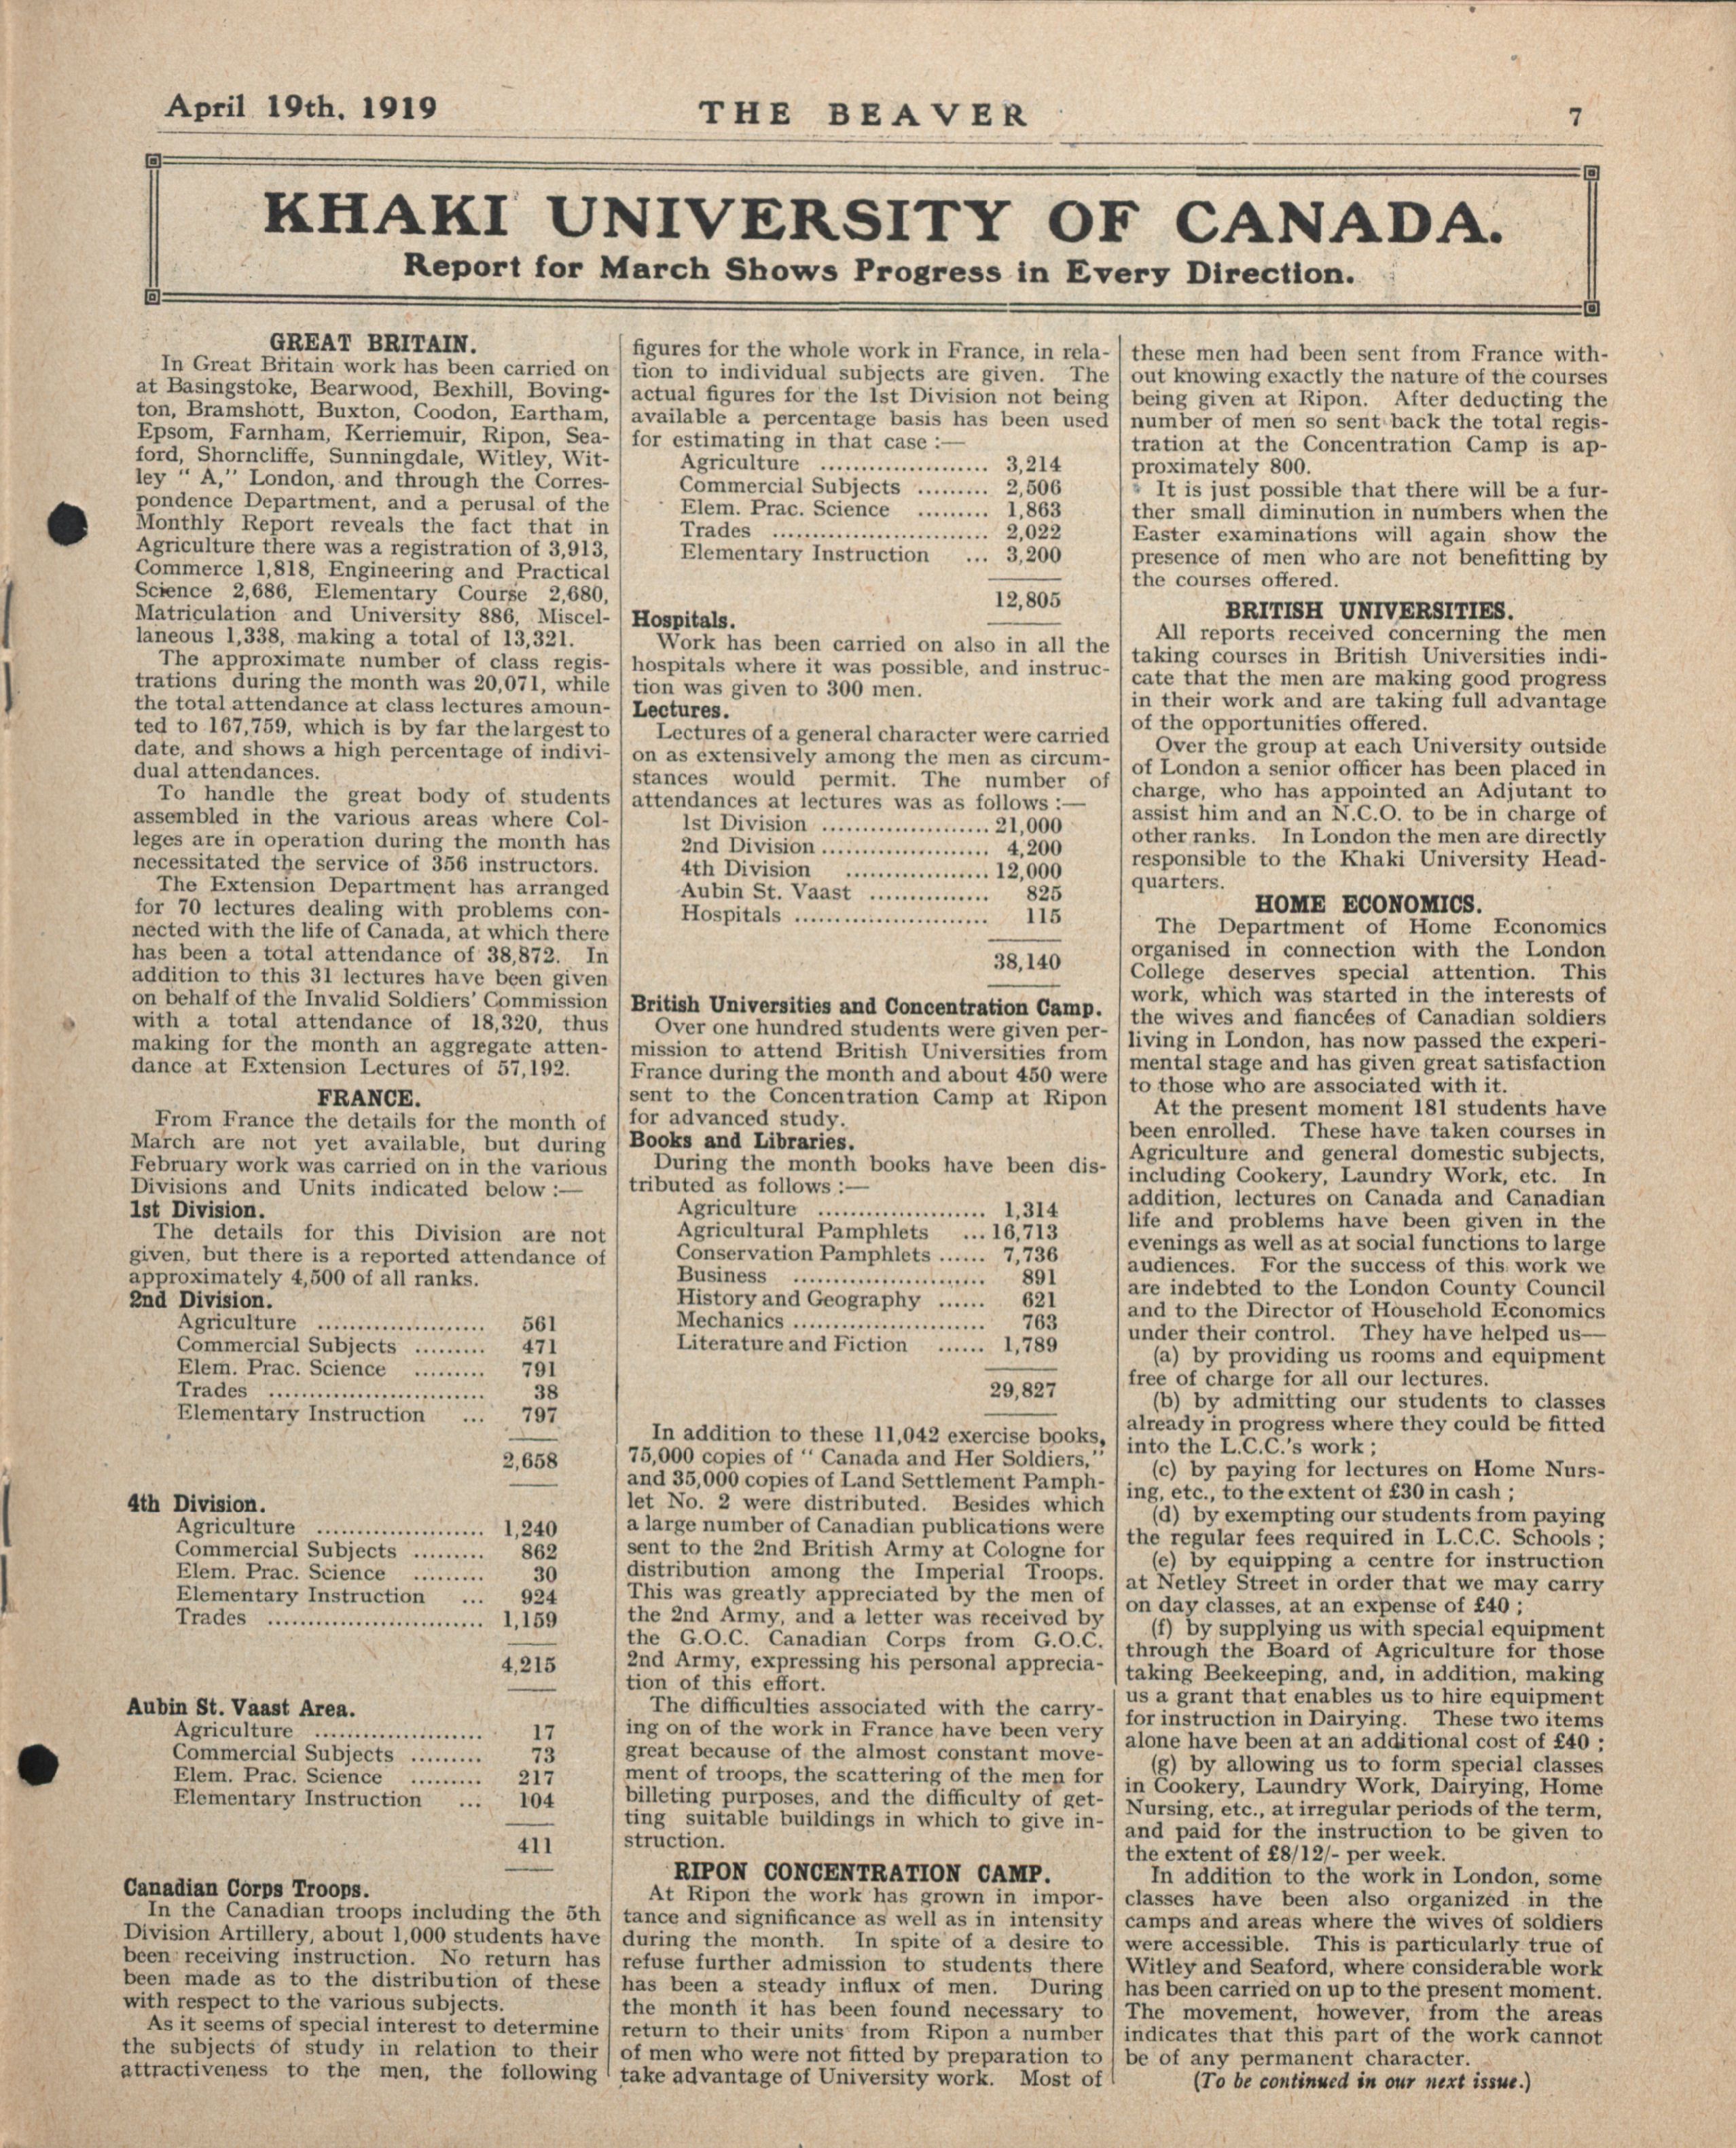 April 19th, 1919
THE BEAVER
7
KHAKI UNIVERSITY OF CANADA.
Report for March Shows Progress in Every Direction.
GREAT BRITAIN.
In Great Britain work has been carried on
at Basingstoke, Bearwood, Bexhill, Boving-
ton, Bramshott, Buxton, Coodon, Eartham,
Epsom, Farnham, Kerriemuir, Ripon, Sea-
ford, Shorncliffe, Sunningdale, Witley, Wit-
ley " A," London, and through the Corres-
pondence Department, and a perusal of the
Monthly Report reveals the fact that in
Agriculture there was a registration of 3,913,
Commerce 1,818, Engineering and Practical
Science 2,686, Elementary Course 2,680,
Matriculation and University 886, Miscel-
laneous 1,338, making a total of 13,321.
The approximate number of class regis-
trations during the month was 20,071, while
the total attendance at class lectures amoun-
ted to 167,759, which is by far the largest to
date, and shows a high percentage of indivi-
dual attendances.
To handle the great body of students
assembled in the various areas where Col-
leges are in operation during the month has
necessitated the service of 356 instructors.
The Extension Department has arranged
for 70 lectures dealing with problems con-
nected with the life of Canada, at which there
has been a total attendance of 38,872. In
addition to this 31 lectures have been given
on behalf of the Invalid Soldiers' Commission
with a total attendance of 18,320, thus
making for the month an aggregate atten-
dance at Extension Lectures of 57,192.
FRANCE.
From France the details for the month of
March are not yet available, but during
February work was carried on in the various
Divisions and Units indicated below :—
1st Division.
The details for this Division are not
given, but there is a reported attendance of
approximately 4,500 of all ranks.
2nd Division.
Agriculture .................... 561
Commercial Subjects ......... 471
Elem. Prac. Science ......... 791
Trades .......................... 38
Elementary Instruction ... 797
2,658
4th Division.
Agriculture .................... 1,240
Commercial Subjects ......... 862
Elem. Prac. Science ......... 30
Elementary Instruction ... 924
Trades .......................... 1,159
4,215
Aubin St. Vaast Area.
Agriculture .................... 17
Commercial Subjects ......... 73
Elem. Prac. Science ......... 217
Elementary Instruction ... 104
411
Canadian Corps Troops.
In the Canadian troops including the 5th
Division Artillery, about 1,000 students have
been receiving instruction. No return has
been made as to the distribution of these
with respect to the various subjects.
As it seems of special interest to determine
the subjects of study in relation to their
attractiveness to the men, the following
figures for the whole work in France, in rela-
tion to individual subjects are given. The
actual figures for the 1st Division not being
available a percentage basis has been used
for estimating in that case :—
Agriculture .................... 3,214
Commercial Subjects ......... 2,506
Elem. Prac. Science ......... 1,863
Trades .......................... 2,022
Elementary Instruction ... 3,200
12,805
Hospitals.
Work has been carried on also in all the
hospitals where it was possible, and instruc-
tion was given to 300 men.
Lectures.
Lectures of a general character were carried
on as extensively among the men as circum-
stances would permit. The number of
attendances at lectures was as follows :—
1st Division .................... 21,000
2nd Division .................... 4,200
4th Division ................. 12,000
Aubin St. Vaast .............. 825
Hospitals ....................... 115
38,140
British Universities and Concentration Camp.
Over one hundred students were given per-
mission to attend British Universities from
France during the month and about 450 were
sent to the Concentration Camp at Ripon
for advanced study.
Books and Libraries.
During the month books have been dis-
tributed as follows :—
Agriculture .................... 1,314
Agricultural Pamphlets ... 16,713
Conservation Pamphlets ...... 7,736
Business ....................... 891
History and Geography ...... 621
Mechanics ....................... 763
Literature and Fiction ...... 1,789
29,827
In addition to these 11,042 exercise books,
75,000 copies of " Canada and Her Soldiers,"
and 35,000 copies of Land Settlement Pamph-
let No. 2 were distributed. Besides which
a large number of Canadian publications were
sent to the 2nd British Army at Cologne for
distribution among the Imperial Troops.
This was greatly appreciated by the men of
the 2nd Army, and a letter was received by
the G.O.C. Canadian Corps from G.O.C.
2nd Army, expressing his personal apprecia-
tion of this effort.
The difficulties associated with the carry-
ing on of the work in France have been very
great because of the almost constant move-
ment of troops, the scattering of the men for
billeting purposes, and the difficulty of get-
ting suitable buildings in which to give in-
struction.
RIPON CONCENTRATION CAMP.
At Ripon the work has grown in impor-
tance and significance as well as in intensity
during the month. In spite of a desire to
refuse further admission to students there
has been a steady influx of men. During
the month it has been found necessary to
return to their units from Ripon a number
of men who were not fitted by preparation to
take advantage of University work. Most of
these men had been sent from France with-
out knowing exactly the nature of the courses
being given at Ripon. After deducting the
number of men so sent back the total regis-
tration at the Concentration Camp is ap-
proximately 800.
It is just possible that there will be a fur-
ther small diminution in numbers when the
Easter examinations will again show the
presence of men who are not benefitting by
the courses offered.
BRITISH UNIVERSITIES.
All reports received concerning the men
taking courses in British Universities indi-
cate that the men are making good progress
in their work and are taking full advantage
of the opportunities offered.
Over the group at each University outside
of London a senior officer has been placed in
charge, who has appointed an Adjutant to
assist him and an N.C.O. to be in charge of
other ranks. In London the men are directly
responsible to the Khaki University Head-
quarters.
HOME ECONOMICS.
The Department of Home Economics
organised in connection with the London
College deserves special attention. This
work, which was started in the interests of
the wives and fiancées of Canadian soldiers
living in London, has now passed the experi-
mental stage and has given great satisfaction
to those who are associated with it.
At the present moment 181 students have
been enrolled. These have taken courses in
Agriculture and general domestic subjects,
including Cookery, Laundry Work, etc. In
addition, lectures on Canada and Canadian
life and problems have been given in the
evenings as well as at social functions to large
audiences. For the success of this work we
are indebted to the London County Council
and to the Director of Household Economics
under their control. They have helped us—
(a) by providing us rooms and equipment
free of charge for all our lectures.
(b) by admitting our students to classes
already in progress where they could be fitted
into the L.C.C.'s work ;
(c) by paying for lectures on Home Nurs-
ing, etc., to the extent of £30 in cash ;
(d) by exempting our students from paying
the regular fees required in L.C.C. Schools ;
(e) by equipping a centre for instruction
at Netley Street in order that we may carry
on day classes, at an expense of £40 ;
(f) by supplying us with special equipment
through the Board of Agriculture for those
taking Beekeeping, and, in addition, making
us a grant that enables us to hire equipment
for instruction in Dairying. These two items
alone have been at an additional cost of £40 ;
(g) by allowing us to form special classes
in Cookery, Laundry Work, Dairying, Home
Nursing, etc., at irregular periods of the term,
and paid for the instruction to be given to
the extent of £8/12/- per week.
In addition to the work in London, some
classes have been also organized in the
camps and areas where the wives of soldiers
were accessible. This is particularly true of
Witley and Seaford, where considerable work
has been carried on up to the present moment.
The movement, however, from the areas
indicates that this part of the work cannot
be of any permanent character.
(To be continued in our next issue.)